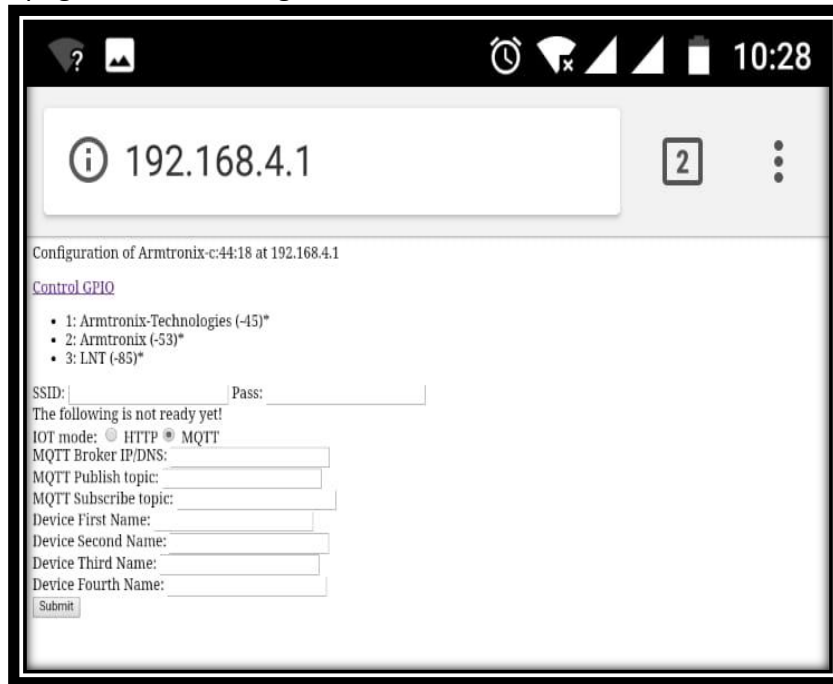 ?
10:28
192.168.4.1
2
Configuration of Armtronix-c:44:18 at 192.168.4.1
Control GPIO
• 1: Armtronix-Technologies (-45)*
• 2: Armtronix (-53)*
• 3: LNT (-85)*
SSID: Pass:
The following is not ready yet!
IOT mode: HTTP MQTT
MQTT Broker IP/DNS:
MQTT Publish topic:
MQTT Subscribe topic:
Device First Name:
Device Second Name:
Device Third Name:
Device Fourth Name:
Submit